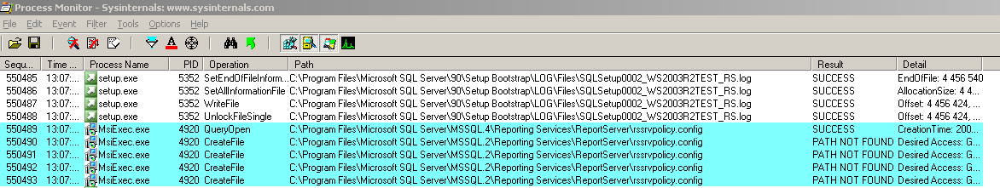 Process Monitor - Sysinternals: www.sysinternals.com
File Edit Event Filter Tools Options Help
Sequ... Time ... Process Name PID Operation Path Result Detail
550485 13:07:... setup.exe 5352 SetEndOfFileInform... C:\Program Files\Microsoft SQL Server\90\Setup Bootstrap\LOG\Files\SQLSetup0002_WS2003R2TEST_RS.log SUCCESS EndOfFile: 4 456 540
550486 13:07:... setup.exe 5352 SetAllInformationFile C:\Program Files\Microsoft SQL Server\90\Setup Bootstrap\LOG\Files\SQLSetup0002_WS2003R2TEST_RS.log SUCCESS AllocationSize: 4 4...
550487 13:07:... setup.exe 5352 WriteFile C:\Program Files\Microsoft SQL Server\90\Setup Bootstrap\LOG\Files\SQLSetup0002_WS2003R2TEST_RS.log SUCCESS Offset: 4 456 424, ...
550488 13:07:... setup.exe 5352 UnlockFileSingle C:\Program Files\Microsoft SQL Server\90\Setup Bootstrap\LOG\Files\SQLSetup0002_WS2003R2TEST_RS.log SUCCESS Offset: 4 456 424, ...
550489 13:07:... MsiExec.exe 4920 QueryOpen C:\Program Files\Microsoft SQL Server\MSSQL.4\Reporting Services\ReportServer\rssrvpolicy.config SUCCESS CreationTime: 200...
550490 13:07:... MsiExec.exe 4920 CreateFile C:\Program Files\Microsoft SQL Server\MSSQL.2\Reporting Services\ReportServer\rssrvpolicy.config PATH NOT FOUND Desired Access: G...
550491 13:07:... MsiExec.exe 4920 CreateFile C:\Program Files\Microsoft SQL Server\MSSQL.2\Reporting Services\ReportServer\rssrvpolicy.config PATH NOT FOUND Desired Access: G...
550492 13:07:... MsiExec.exe 4920 CreateFile C:\Program Files\Microsoft SQL Server\MSSQL.2\Reporting Services\ReportServer\rssrvpolicy.config PATH NOT FOUND Desired Access: G...
550493 13:07:... MsiExec.exe 4920 CreateFile C:\Program Files\Microsoft SQL Server\MSSQL.2\Reporting Services\ReportServer\rssrvpolicy.config PATH NOT FOUND Desired Access: G...